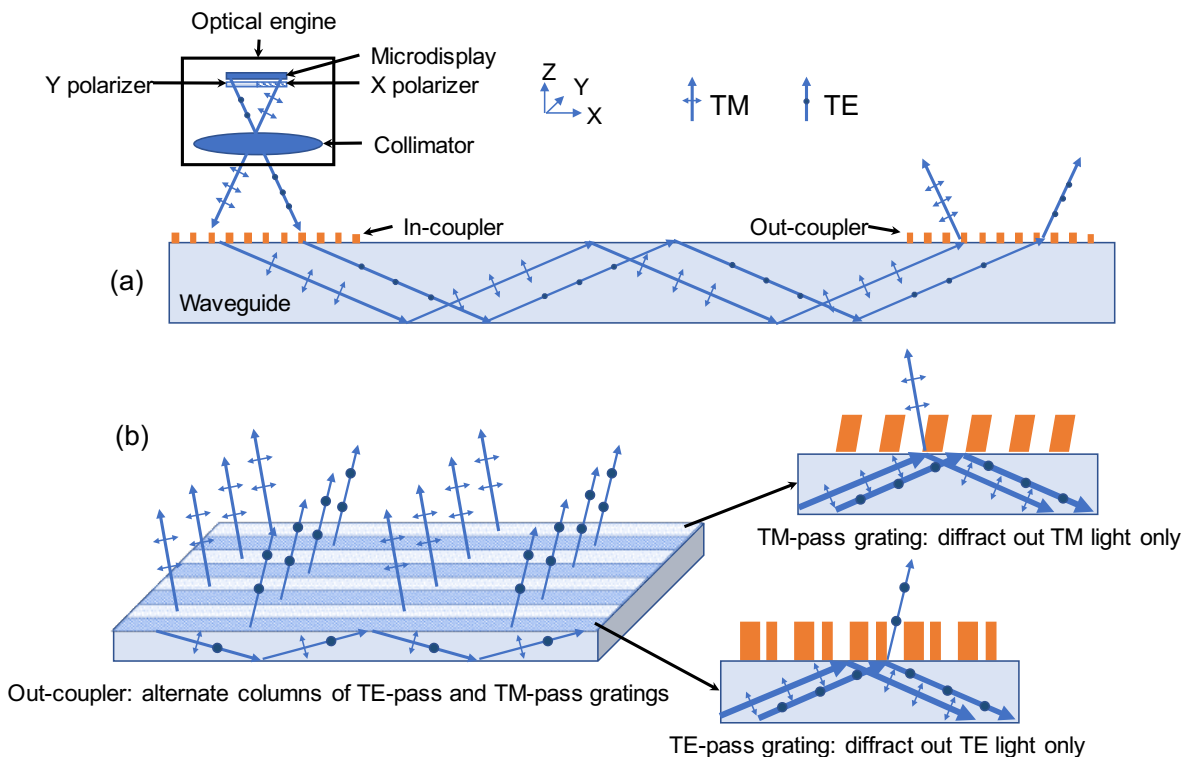 Optical engine
Microdisplay
Y polarizer
X polarizer
Collimator
Z
Y
X
TM
TE
In-coupler
Out-coupler
(a)
Waveguide
(b)
TM-pass grating: diffract out TM light only
Out-coupler: alternate columns of TE-pass and TM-pass gratings
TE-pass grating: diffract out TE light only